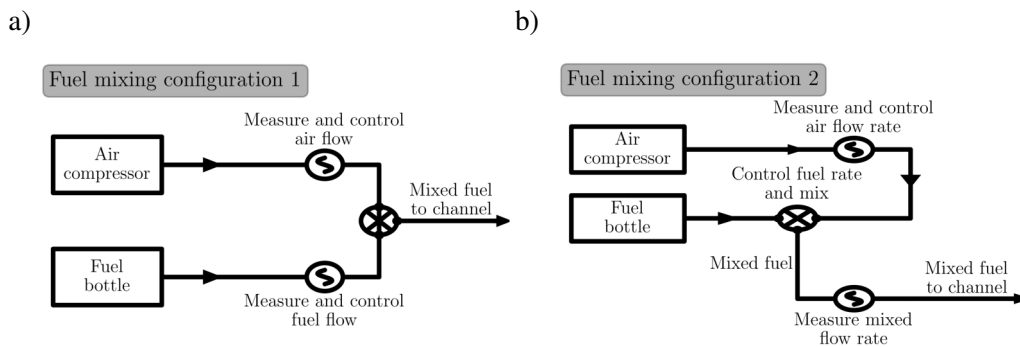 a)
Fuel mixing configuration 1
Measure and control
air flow
Air
compressor
Mixed fuel
to channel
Fuel
bottle
Measure and control
fuel flow
b)
Fuel mixing configuration 2
Measure and control
air flow rate
Air
compressor
Control fuel rate
and mix
Fuel
bottle
Mixed fuel
Mixed fuel
to channel
Measure mixed
flow rate